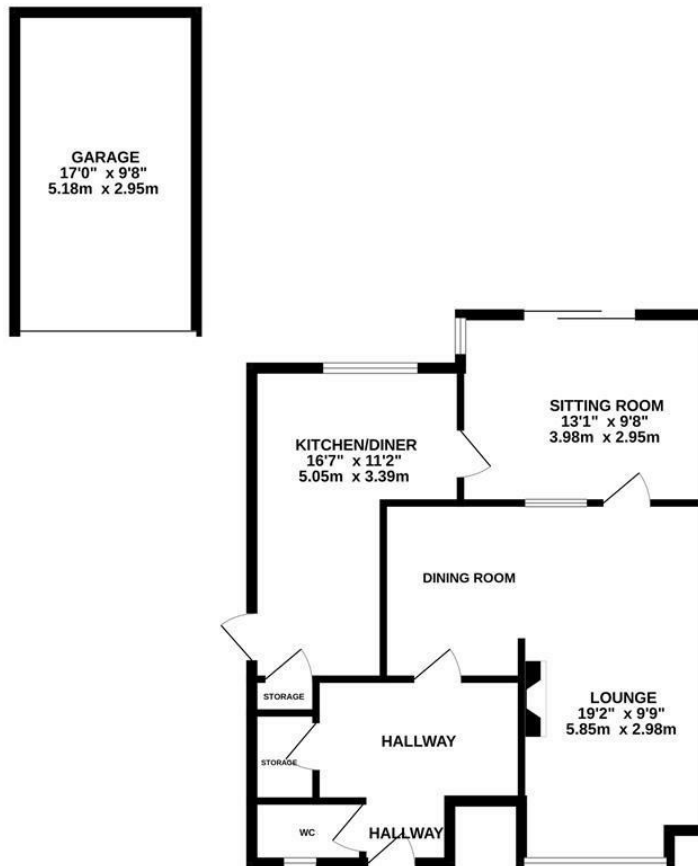 GARAGE
17'0" x 9'8"
5.18m x 2.95m
SITTING ROOM
13'1" x 9'8"
3.98m x 2.95m
KITCHEN/DINER
16'7" x 11'2"
5.05m x 3.39m
DINING ROOM
STORAGE
LOUNGE
19'2" x 9'9"
5.85m x 2.98m
HALLWAY
STORAGE
WC
HALLWAY